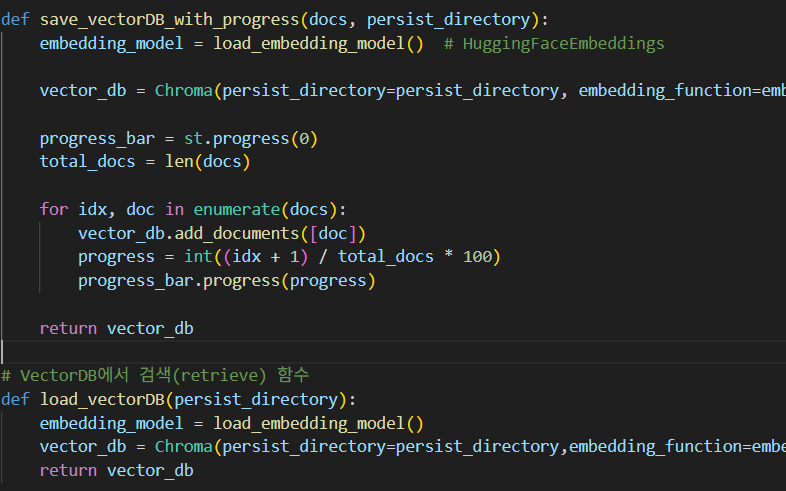 def save_vectorDB_with_progress(docs, persist_directory):
    embedding_model = load_embedding_model()  # HuggingFaceEmbeddings
    vector_db = Chroma(persist_directory=persist_directory, embedding_function=emb
    progress_bar = st.progress(0)
    total_docs = len(docs)
    for idx, doc in enumerate(docs):
        vector_db.add_documents([doc])
        progress = int((idx + 1) / total_docs * 100)
        progress_bar.progress(progress)
    return vector_db
# VectorDB에서 검색(retrieve) 함수
def load_vectorDB(persist_directory):
    embedding_model = load_embedding_model()
    vector_db = Chroma(persist_directory=persist_directory,embedding_function=embe
    return vector_db